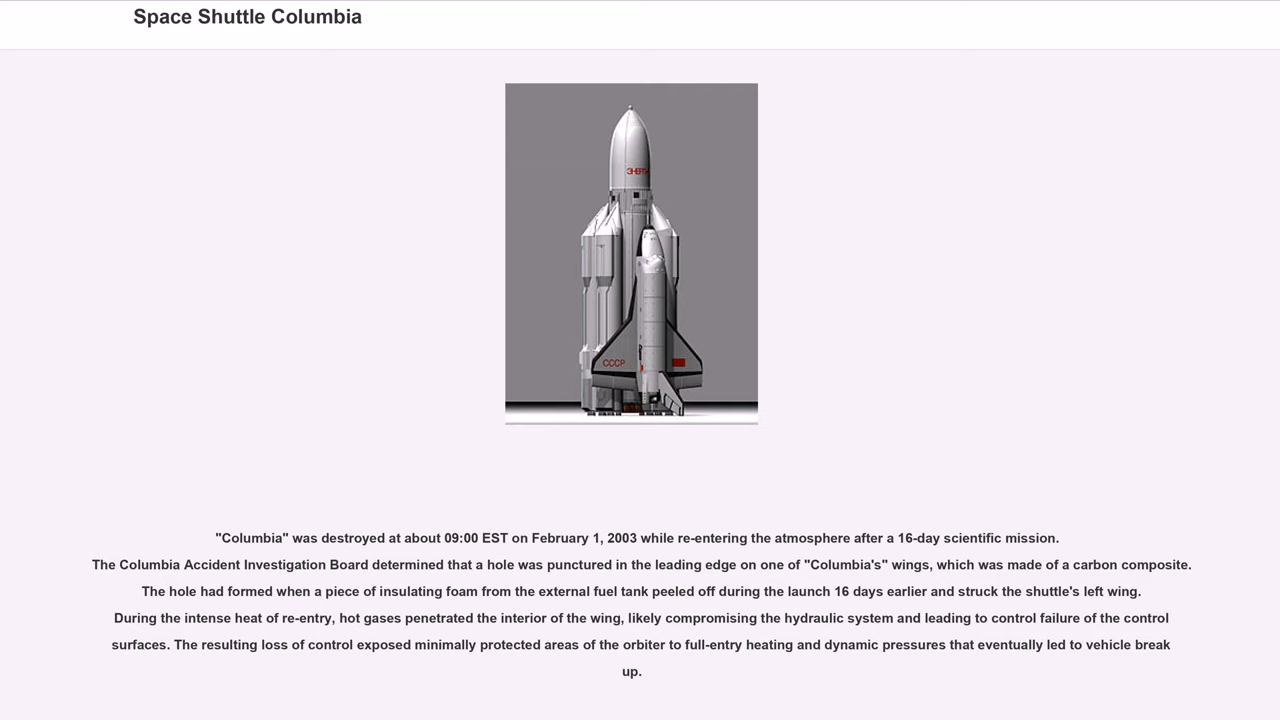 Space Shuttle Columbia
СССР
"Columbia" was destroyed at about 09:00 EST on February 1, 2003 while re-entering the atmosphere after a 16-day scientific mission.
The Columbia Accident Investigation Board determined that a hole was punctured in the leading edge on one of "Columbia's" wings, which was made of a carbon composite.
The hole had formed when a piece of insulating foam from the external fuel tank peeled off during the launch 16 days earlier and struck the shuttle's left wing.
During the intense heat of re-entry, hot gases penetrated the interior of the wing, likely compromising the hydraulic system and leading to control failure of the control
surfaces. The resulting loss of control exposed minimally protected areas of the orbiter to full-entry heating and dynamic pressures that eventually led to vehicle break
up.